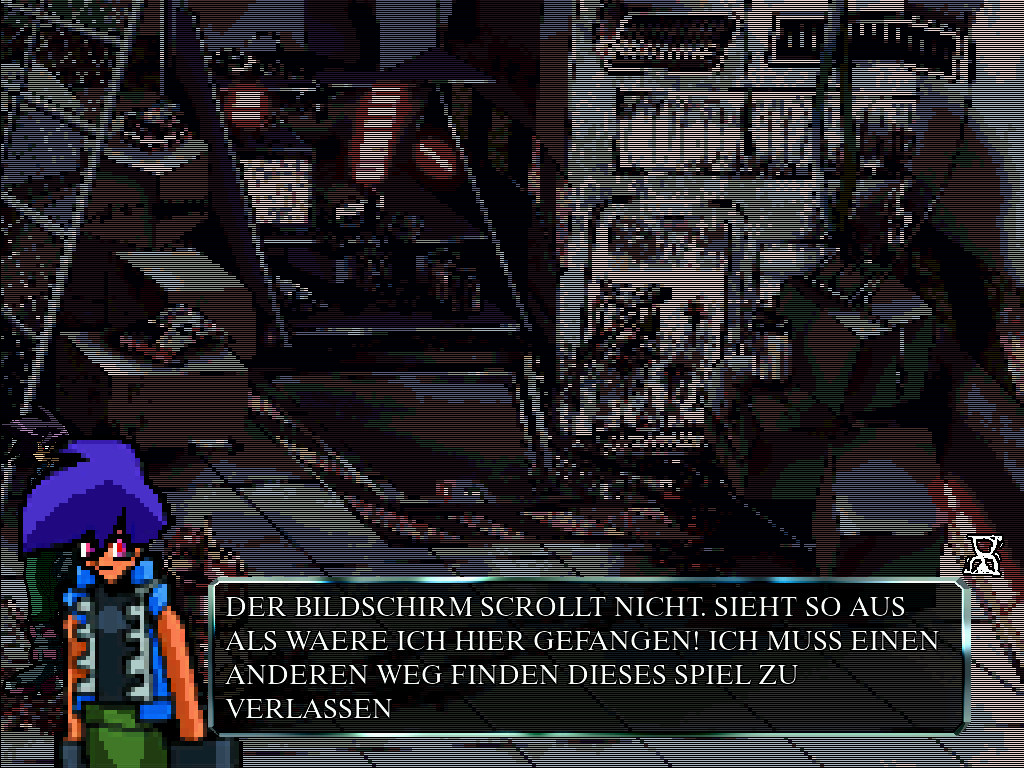 DER BILDSCHIRM SCROLLT NICHT. SIEHT SO AUS
ALS WAERE ICH HIER GEFANGEN! ICH MUSS EINEN
ANDEREN WEG FINDEN DIESES SPIEL ZU
VERLASSEN